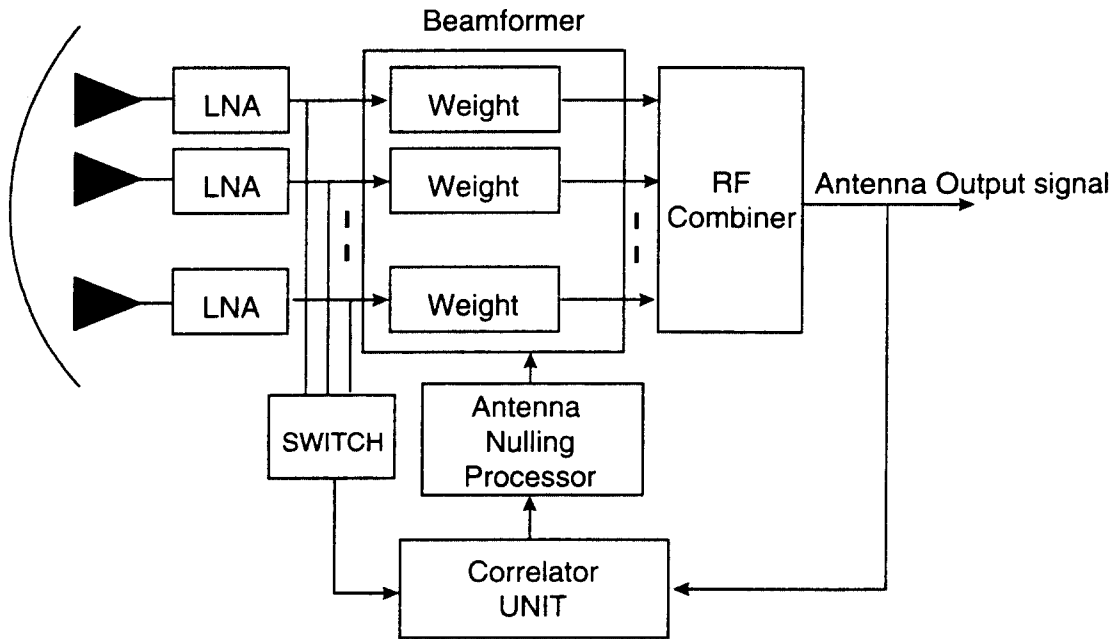 Beamformer
LNA
Weight
LNA
Weight
RF
Combiner
Antenna Output signal
LNA
Weight
SWITCH
Antenna
Nulling
Processor
Correlator
UNIT